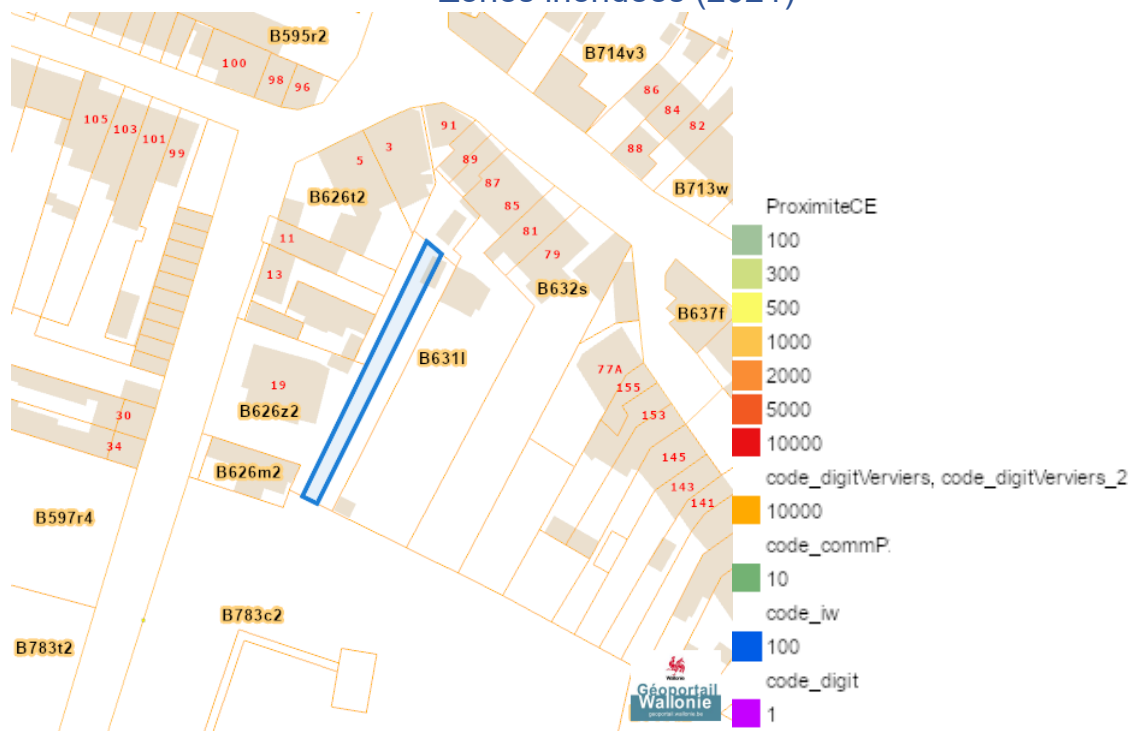 B595r2
B714v3
100
98
96
86
84
82
88
105
103
101
99
91
89
87
85
81
79
5
3
B626t2
B713w
11
13
B632s
B637f
B631l
19
B626z2
77A
155
153
30
34
B626m2
145
143
141
B597r4
B783c2
B783t2
Wallonie
Géoportail
Wallonie
geoportail.wallonie.be
ProximiteCE
100
300
500
1000
2000
5000
10000
code_digitVerviers, code_digitVerviers_2
10000
code_commP.
10
code_iw
100
code_digit
1